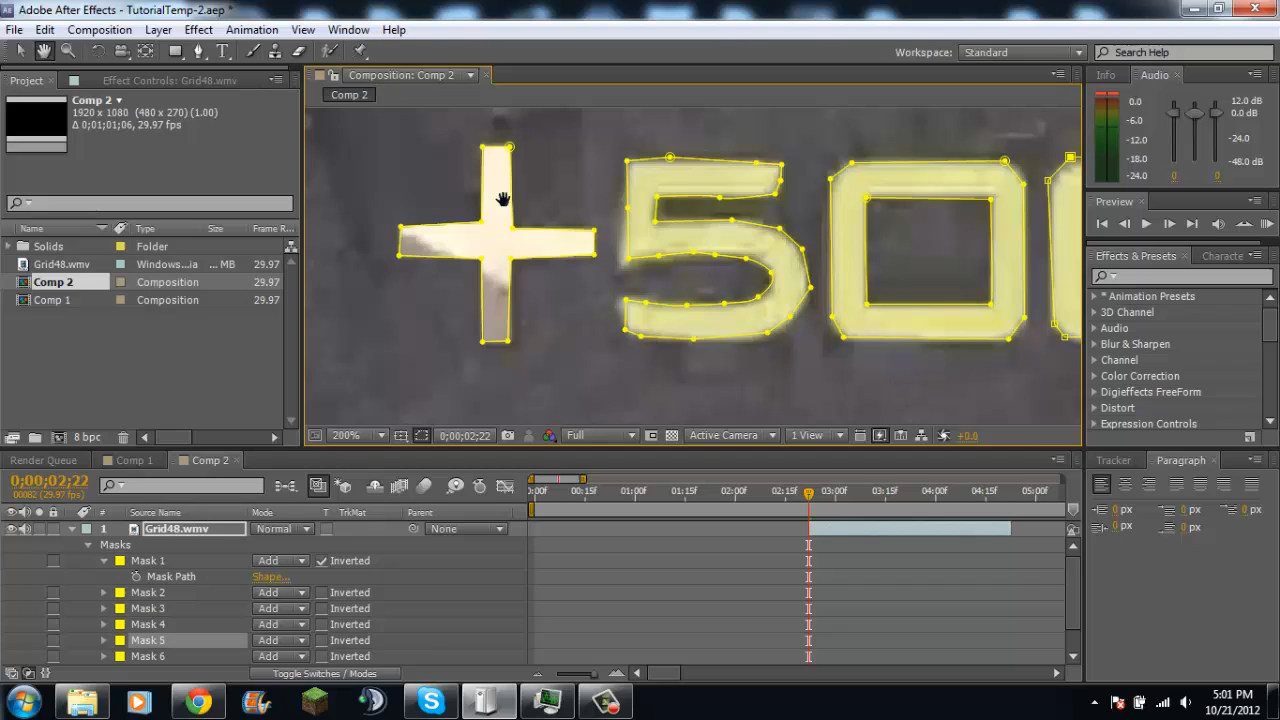 Adobe After Effects - TutorialTemp-2.aep *
File Edit Composition Layer Effect Animation View Window Help
Workspace: Standard Search Help
Project Effect Controls: Grid48.wmv
Composition: Comp 2
Info Audio
Comp 2
1920 x 1080 (480 x 270) (1.00)
Δ 0;01:01:06, 29.97 fps
Comp 2
0.0
-6.0
-12.0
-18.0
-24.0
12.0 dB
0.0 dB
-24.0
-48.0 dB
0 0
+50
Preview
Effects & Presets Characte
Name Type Size Frame R...
Solids Folder
Grid48.wmv Windows...ia ... MB 29.97
Comp 2 Composition 29.97
Comp 1 Composition 29.97
* Animation Presets
3D Channel
Audio
Blur & Sharpen
Channel
Color Correction
Digieffects FreeForm
Distort
Expression Controls
8 bpc
200% 0;00;02;22 Full Active Camera 1 View +0.0
Render Queue Comp 1 Comp 2
Tracker Paragraph
0;00;02;22
00082 (29.97 fps)
0:00f 00:15f 01:00f 01:15f 02:00f 02:15f 03:00f 03:15f 04:00f 04:15f 05:00f
# Source Name Mode T TrkMat Parent
1 Grid48.wmv Normal None
Masks
Mask 1 Add Inverted
Mask Path Shape...
Mask 2 Add Inverted
Mask 3 Add Inverted
Mask 4 Add Inverted
Mask 5 Add Inverted
Mask 6 Add Inverted
0 px 0 px 0 px
0 px 0 px
Toggle Switches / Modes
5:01 PM
10/21/2012